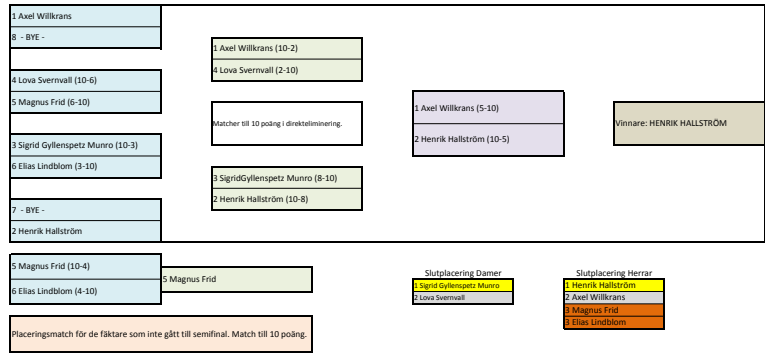 1 Axel Willkrans
8 - BYE -
4 Lova Svernvall (10-6)
5 Magnus Frid (6-10)
3 Sigrid Gyllenspetz Munro (10-3)
6 Elias Lindblom (3-10)
7 - BYE -
2 Henrik Hallström
1 Axel Willkrans (10-2)
4 Lova Svernvall (2-10)
Matcher till 10 poäng i direkteliminering.
3 SigridGyllenspetz Munro (8-10)
2 Henrik Hallström (10-8)
1 Axel Willkrans (5-10)
2 Henrik Hallström (10-5)
Vinnare: HENRIK HALLSTRÖM
5 Magnus Frid (10-4)
6 Elias Lindblom (4-10)
5 Magnus Frid
Placeringsmatch för de fäktare som inte gått till semifinal. Match till 10 poäng.
Slutplacering Damer
1 Sigrid Gyllenspetz Munro
2 Lova Svernvall
Slutplacering Herrar
1 Henrik Hallström
2 Axel Willkrans
3 Magnus Frid
3 Elias Lindblom